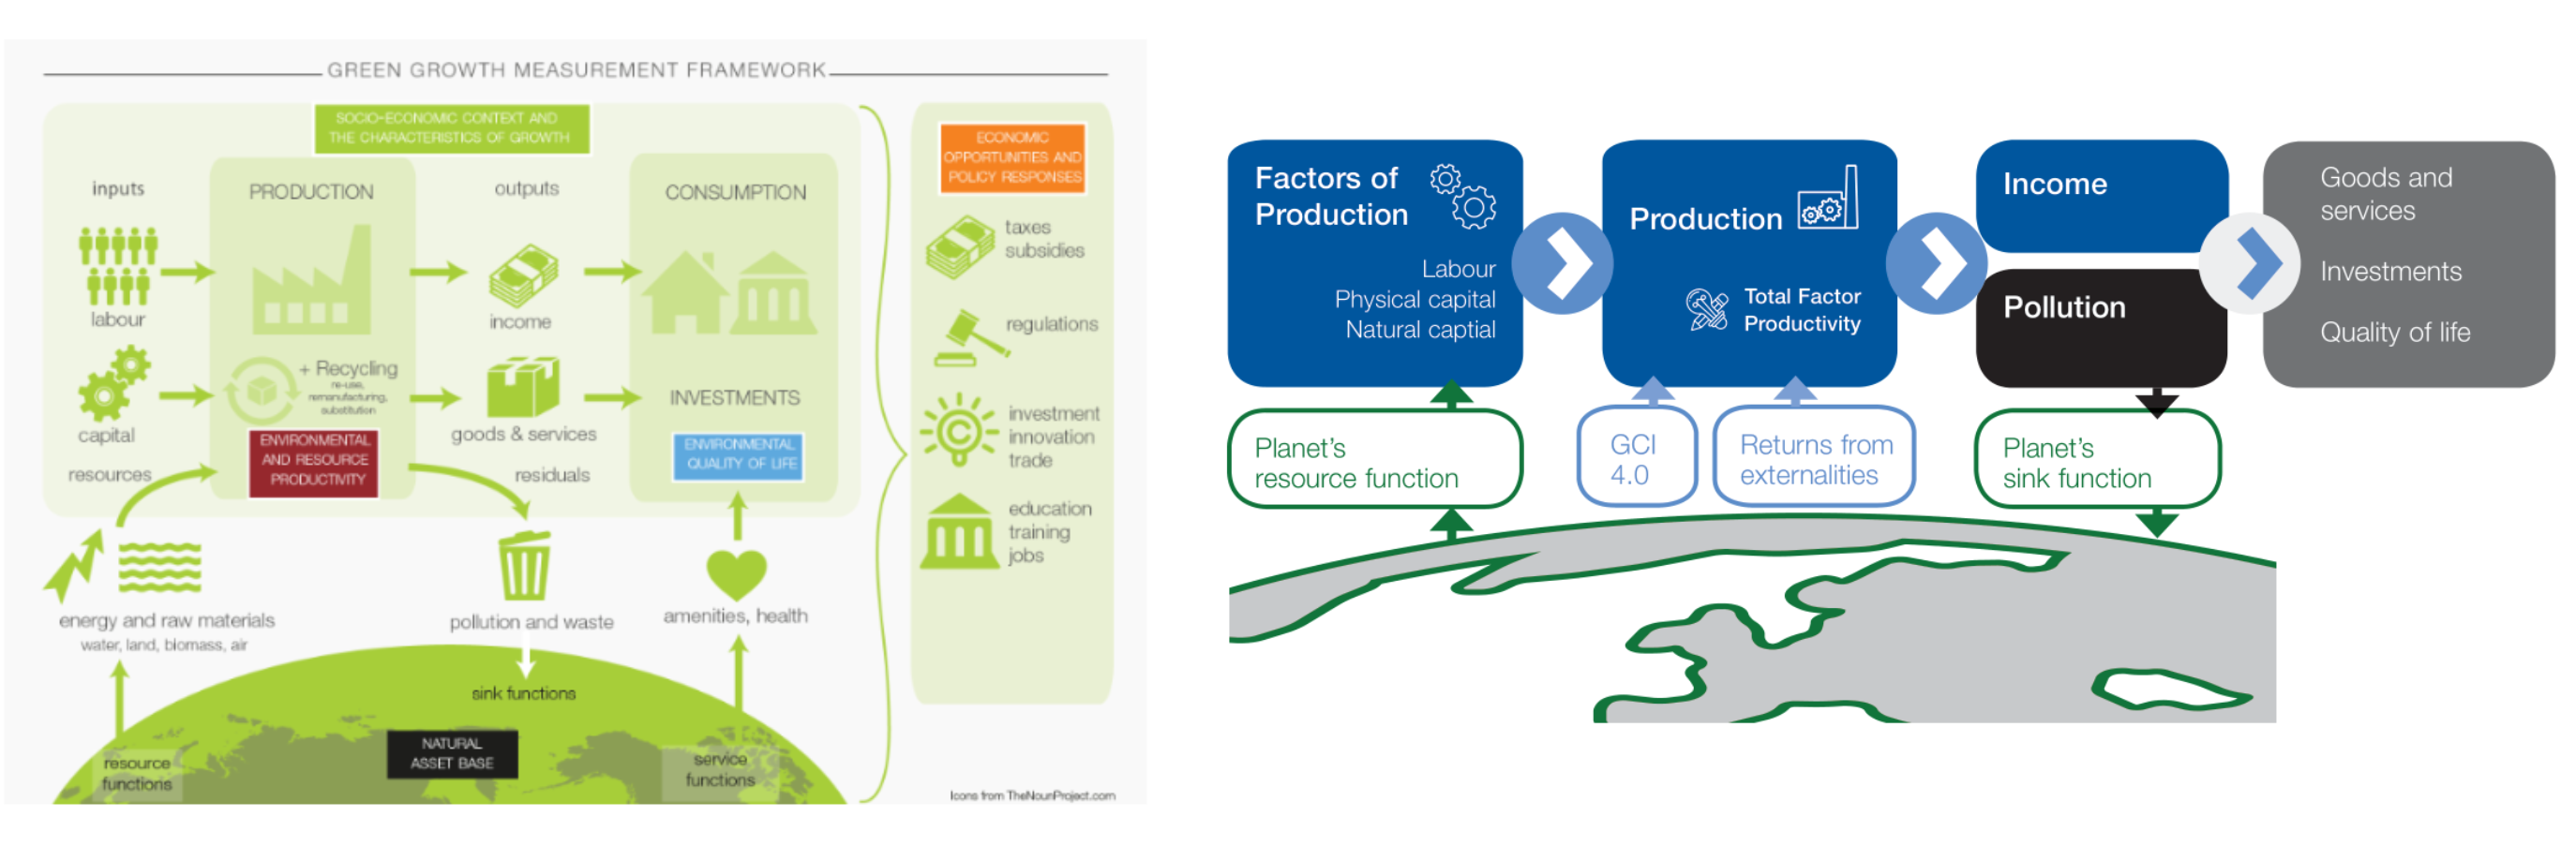 GREEN GROWTH MEASUREMENT FRAMEWORK
SOCIO-ECONOMIC CONTEXT AND
THE CHARACTERISTICS OF GROWTH
inputs
PRODUCTION
outputs
CONSUMPTION
labour
income
+ Recycling
re-use,
remanufacturing,
substitution
INVESTMENTS
capital
goods & services
ENVIRONMENTAL
AND RESOURCE
PRODUCTIVITY
ENVIRONMENTAL
QUALITY OF LIFE
resources
residuals
energy and raw materials
water, land, biomass, air
pollution and waste
amenities, health
sink functions
NATURAL
ASSET BASE
resource
functions
service
functions
ECONOMIC
OPPORTUNITIES AND
POLICY RESPONSES
taxes
subsidies
regulations
investment
innovation
trade
education
training
jobs
Icons from TheNounProject.com
Factors of
Production
Labour
Physical capital
Natural captial
Production
Total Factor
Productivity
Income
Pollution
Goods and
services
Investments
Quality of life
Planet's
resource function
GCI
4.0
Returns from
externalities
Planet's
sink function